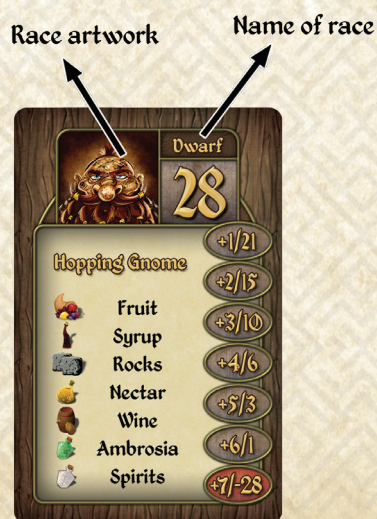 Race artwork
Name of race
Dwarf
28
Hopping Gnome
+1/21
+2/15
Fruit
+3/10
Syrup
Rocks
+4/6
Nectar
+5/3
Wine
Ambrosia
+6/1
Spirits
+7/-28